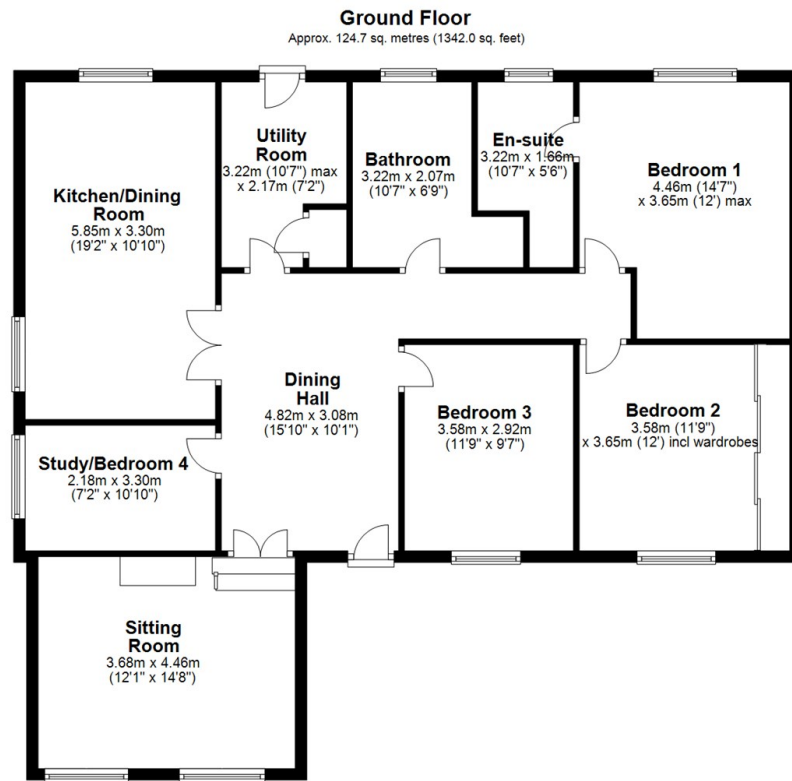 Ground Floor
Approx. 124.7 sq. metres (1342.0 sq. feet)
Kitchen/Dining
Room
5.85m x 3.30m
(19'2" x 10'10")
Utility
Room
3.22m (10'7") max
x 2.17m (7'2")
Bathroom
3.22m x 2.07m
(10'7" x 6'9")
En-suite
3.22m x 1.66m
(10'7" x 5'6")
Bedroom 1
4.46m (14'7")
x 3.65m (12') max
Dining
Hall
4.82m x 3.08m
(15'10" x 10'1")
Bedroom 3
3.58m x 2.92m
(11'9" x 9'7")
Bedroom 2
3.58m (11'9")
x 3.65m (12') incl wardrobes
Study/Bedroom 4
2.18m x 3.30m
(7'2" x 10'10")
Sitting
Room
3.68m x 4.46m
(12'1" x 14'8")